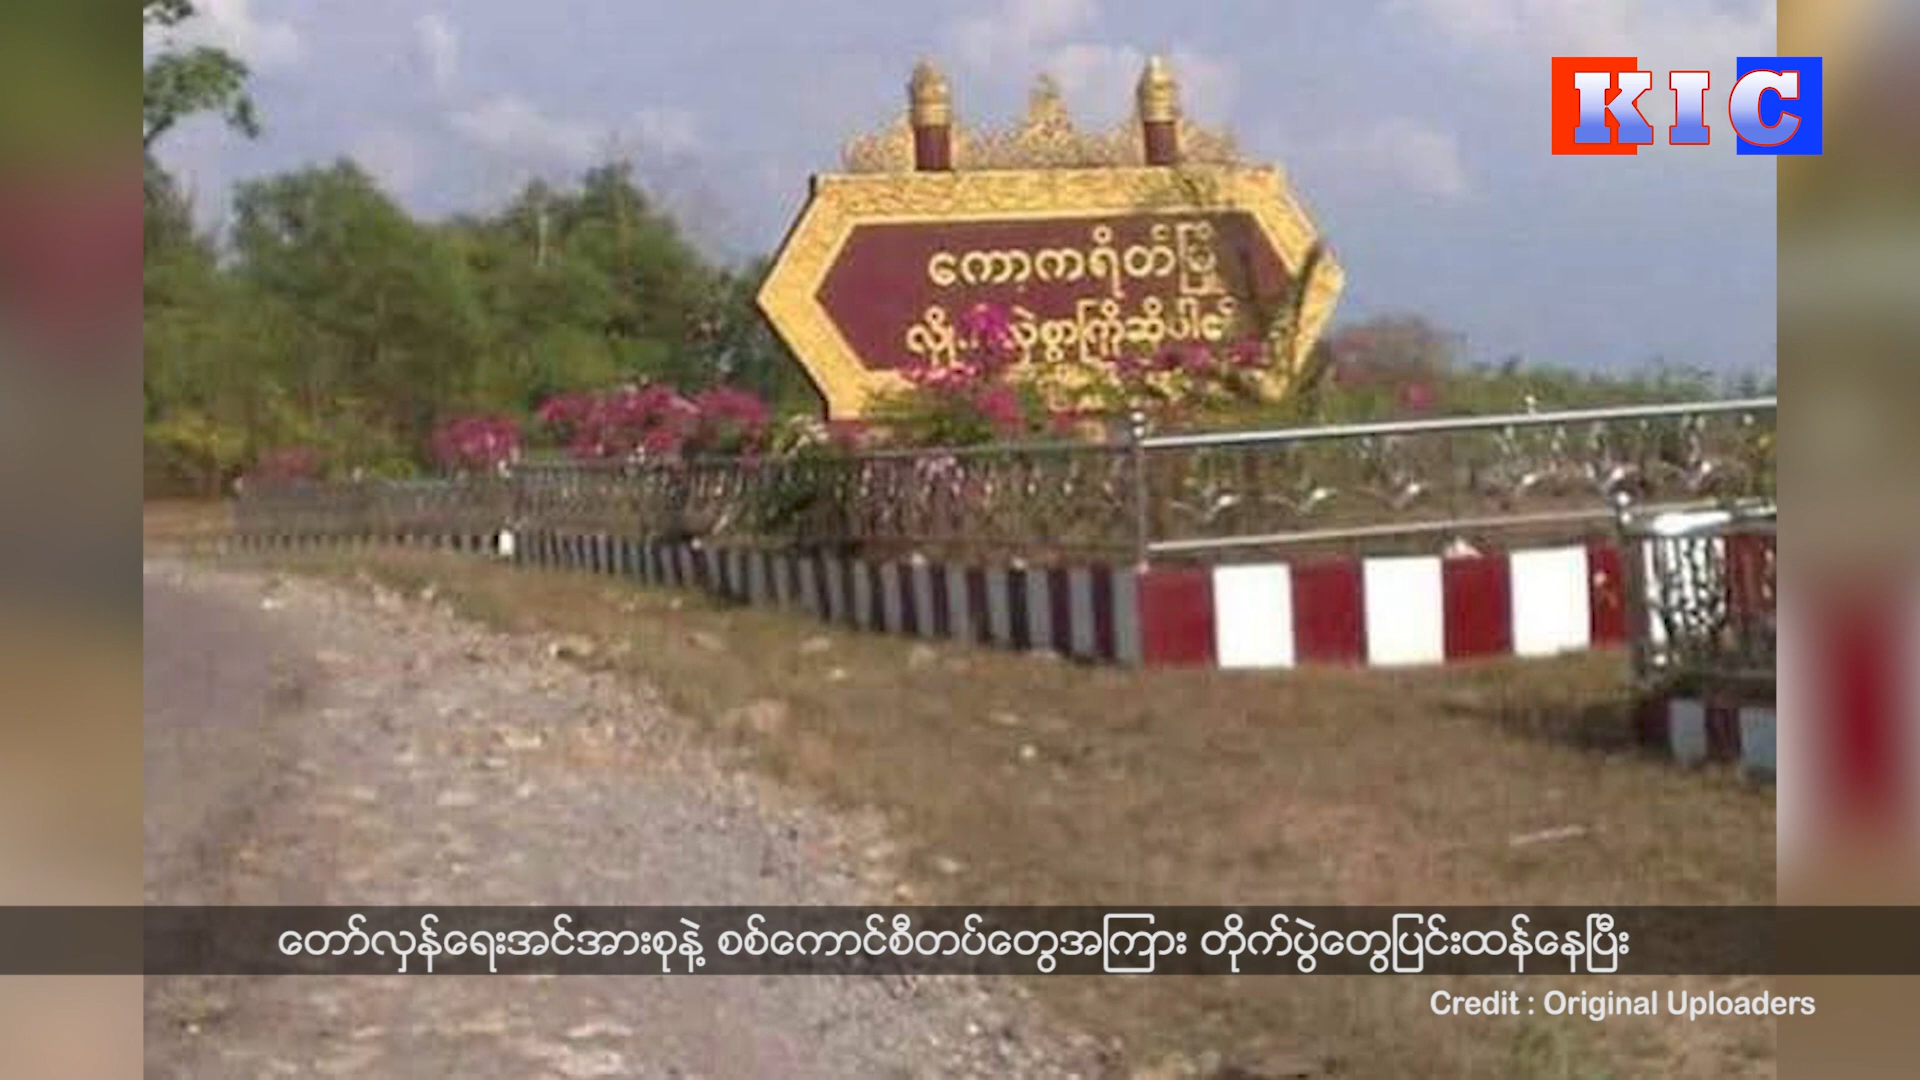 KIC
ကော့ကရိတ်မြို့
လှိုက်လှဲစွာကြိုဆိုပါ၏
တော်လှန်ရေးအင်အားစုနဲ့ စစ်ကောင်စီတပ်တွေအကြား တိုက်ပွဲတွေပြင်းထန်နေပြီး
Credit : Original Uploaders